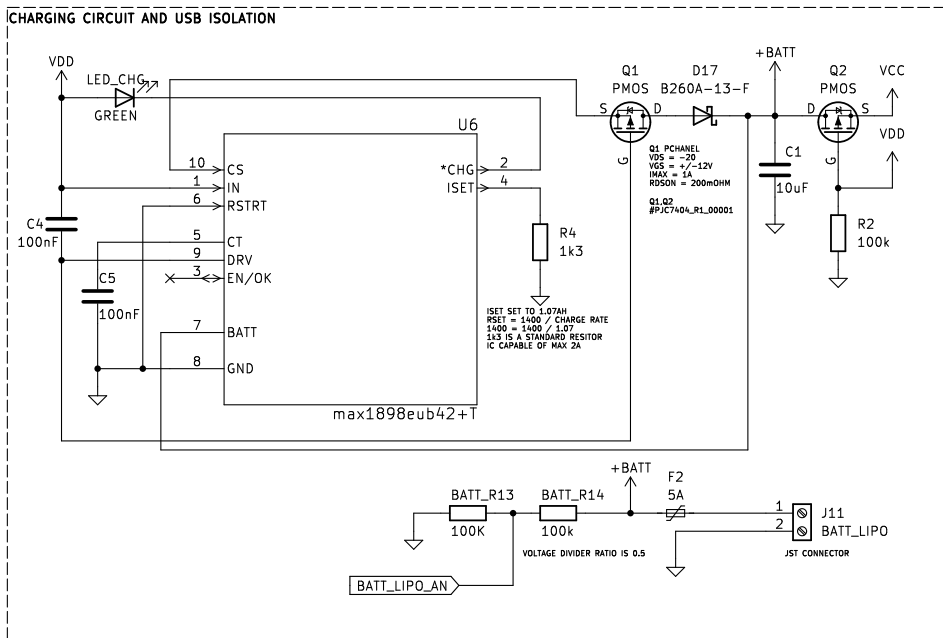 CHARGING CIRCUIT AND USB ISOLATION
VDD
LED_CHG
GREEN
U6
10 CS
1 IN
6 RSTRT
5 CT
9 DRV
3 EN/OK
7 BATT
8 GND
*CHG 2
ISET 4
max1898eub42+T
C4
100nF
C5
100nF
R4
1k3
ISET SET TO 1.07AH
RSET = 1400 / CHARGE RATE
1400 = 1400 / 1.07
1k3 IS A STANDARD RESITOR
IC CAPABLE OF MAX 2A
Q1
PMOS
S D
G
Q1 PCHANEL
VDS = -20
VGS = +/-12V
IMAX = 1A
RDSON = 200mOHM
Q1,Q2
#PJC7404_R1_00001
D17
B260A-13-F
+BATT
C1
10uF
Q2
PMOS
D S
G
VCC
VDD
R2
100k
+BATT
BATT_R13
100K
BATT_R14
100k
F2
5A
VOLTAGE DIVIDER RATIO IS 0.5
BATT_LIPO_AN
1
2
J11
BATT_LIPO
JST CONNECTOR